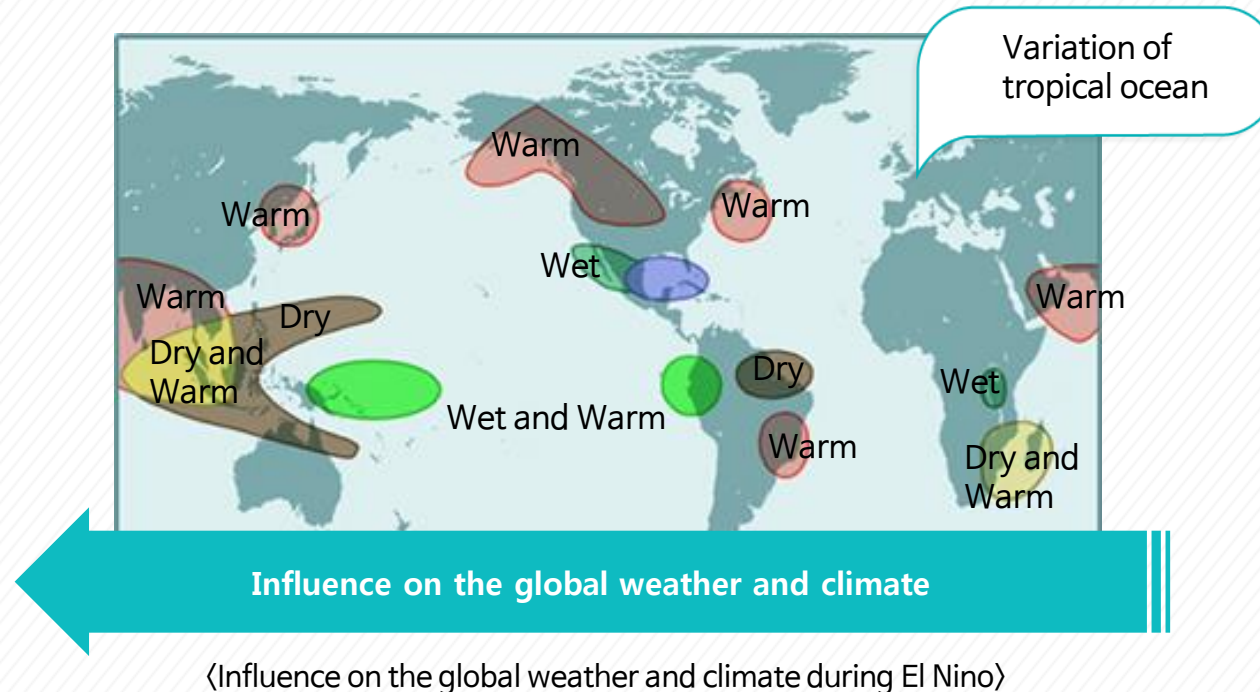 Variation of
tropical ocean
Warm
Warm
Warm
Wet
Warm
Dry
Warm
Dry and
Warm
Dry
Wet
Wet and Warm
Warm
Dry and
Warm
Influence on the global weather and climate
〈Influence on the global weather and climate during El Nino〉